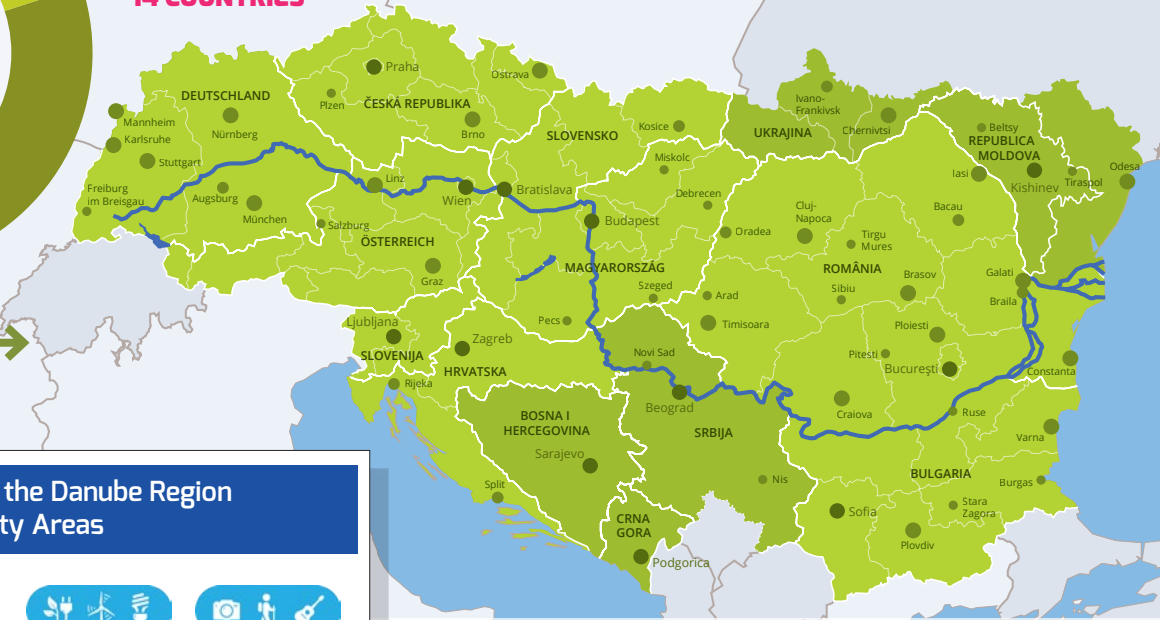 14 COUNTRIES
DEUTSCHLAND
Mannheim
Karlsruhe
Nürnberg
Stuttgart
Freiburg
im Breisgau
Augsburg
München
Praha
Plzen
ČESKÁ REPUBLIKA
Ostrava
Brno
SLOVENSKO
Kosice
Bratislava
Linz
Wien
Salzburg
ÖSTERREICH
Graz
Miskolc
Debrecen
Budapest
MAGYARORSZÁG
Szeged
Pecs
UKRAJINA
Ivano-
Frankivsk
Chernivtsi
Beltsy
REPUBLICA
MOLDOVA
Kishinev
Tiraspol
Odesa
Iasi
Bacau
Cluj-
Napoca
Oradea
Tirgu
Mures
ROMÂNIA
Brasov
Sibiu
Galati
Braila
Arad
Timisoara
Ploiesti
Pitesti
Bucureşti
Constanta
Craiova
Ljubljana
SLOVENIJA
Zagreb
HRVATSKA
Rijeka
Split
BOSNA I
HERCEGOVINA
Sarajevo
Novi Sad
Beograd
SRBIJA
Nis
CRNA
GORA
Podgorica
Ruse
Varna
BULGARIA
Burgas
Stara
Zagora
Sofia
Plovdiv
the Danube Region
ty Areas